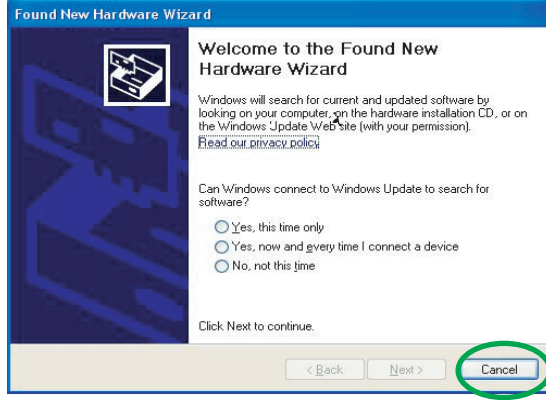 Found New Hardware Wizard
Welcome to the Found New
Hardware Wizard
Windows will search for current and updated software by
looking on your computer, on the hardware installation CD, or on
the Windows Update Web site (with your permission).
Read our privacy policy
Can Windows connect to Windows Update to search for
software?
Yes, this time only
Yes, now and every time I connect a device
No, not this time
Click Next to continue.
< Back
Next >
Cancel